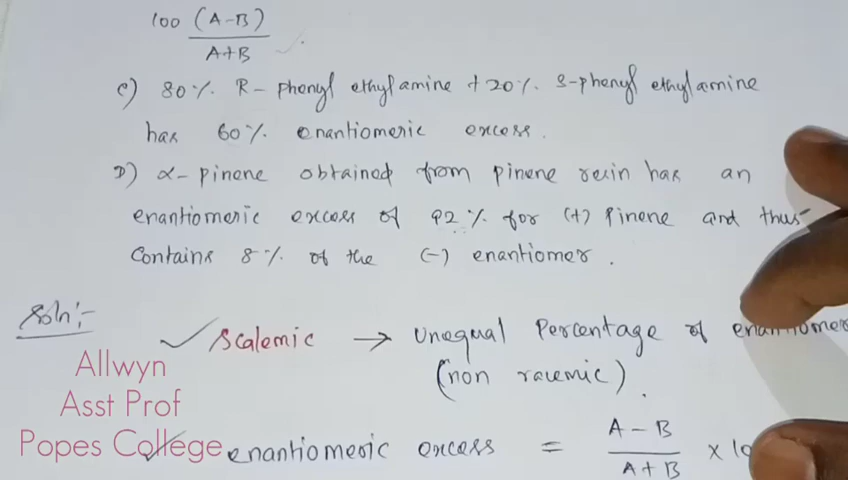 100 (A-B)
A+B
C) 80% R- phenyl ethylamine + 20% S-phenyl ethylamine
has 60% enantiomeric excess.
D) α- pinene obtained from pinene resin has an
enantiomeric excess of 92% for (+) Pinene and thus
Contains 8% of the (-) enantiomer.
Soln:-
Scalemic → Unequal Percentage of enantiomer
(non racemic).
enantiomeric excess = A-B
A+B × 10
Allwyn
Asst Prof
Popes College